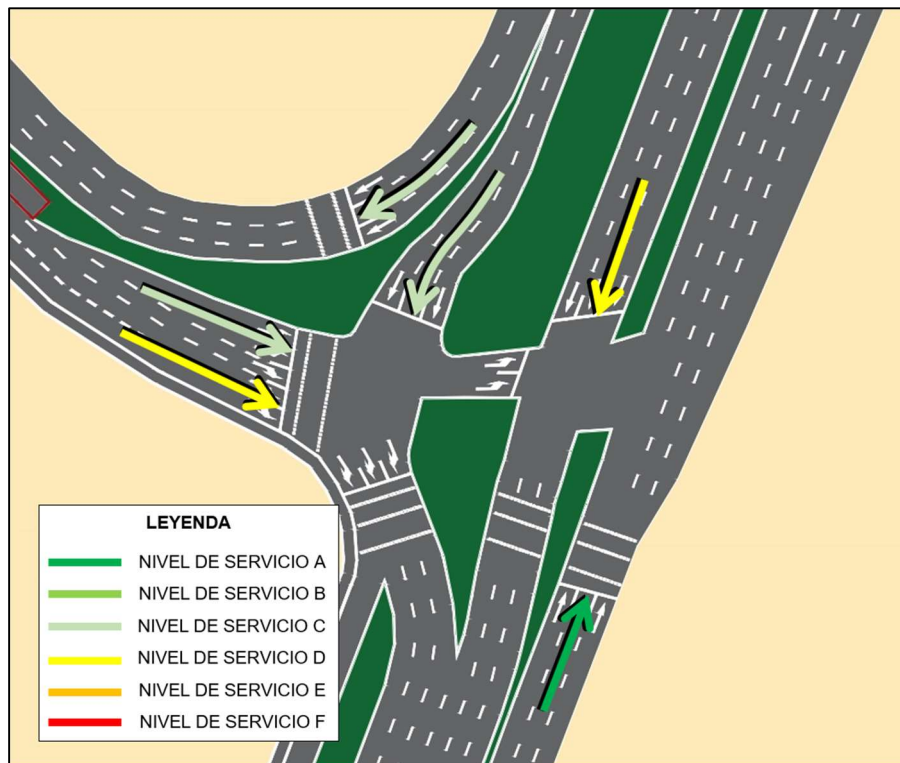 LEYENDA
NIVEL DE SERVICIO A
NIVEL DE SERVICIO B
NIVEL DE SERVICIO C
NIVEL DE SERVICIO D
NIVEL DE SERVICIO E
NIVEL DE SERVICIO F